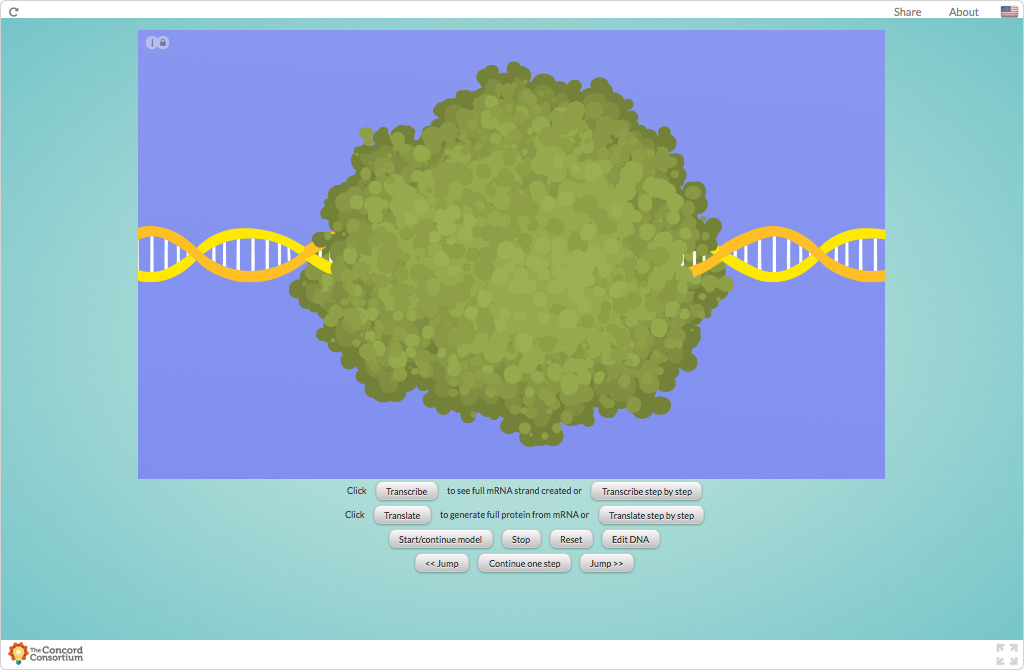 Share About
Click Transcribe to see full mRNA strand created or Transcribe step by step
Click Translate to generate full protein from mRNA or Translate step by step
Start/continue model Stop Reset Edit DNA
<< Jump Continue one step Jump >>
The Concord
Consortium